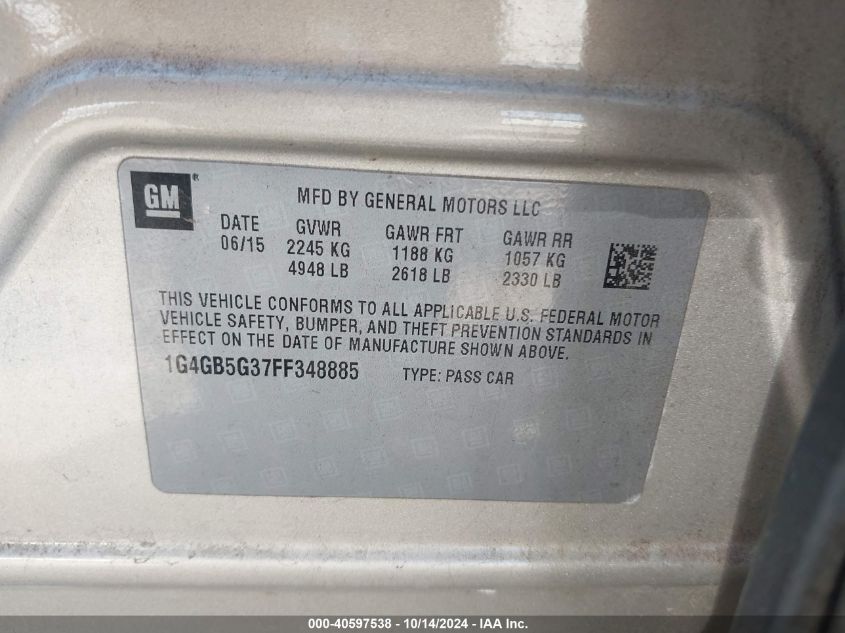 GM®
MFD BY GENERAL MOTORS LLC
DATE GVWR GAWR FRT GAWR RR
06/15 2245 KG 1188 KG 1057 KG
4948 LB 2618 LB 2330 LB
THIS VEHICLE CONFORMS TO ALL APPLICABLE U.S. FEDERAL MOTOR
VEHICLE SAFETY, BUMPER, AND THEFT PREVENTION STANDARDS IN
EFFECT ON THE DATE OF MANUFACTURE SHOWN ABOVE.
1G4GB5G37FF348885 TYPE: PASS CAR
000-40597538 - 10/14/2024 - IAA Inc.